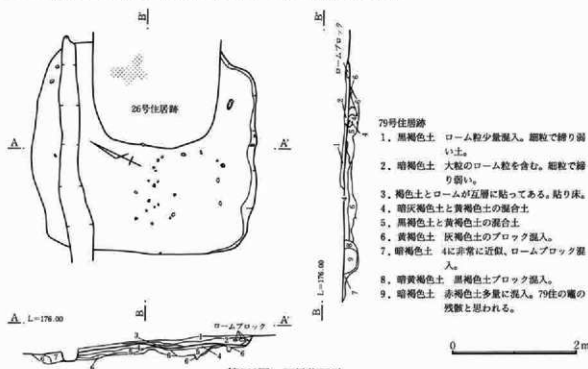 B'
B'
ロームブロック
26号住居跡
A
A'
79号住居跡
1．黒褐色土 ローム粒少量混入。細粒で締り弱
い土。
2．暗褐色土 大粒のローム粒を含む。細粒で締
り弱い。
3．褐色土とロームが互層に貼ってある。貼り床。
4．暗灰褐色土と黄褐色土の混合土
5．黒褐色土と黄褐色土の混合土
6．黄褐色土 灰褐色土のブロック混入。
7．暗褐色土 4に非常に近似、ロームブロック混
入。
8．暗黄褐色土 黒褐色土ブロック混入。
9．暗褐色土 赤褐色土多量に混入。79住の竈の
残骸と思われる。
B
B L=176.00
A L=176.00
A'
ロームブロック
0 2m